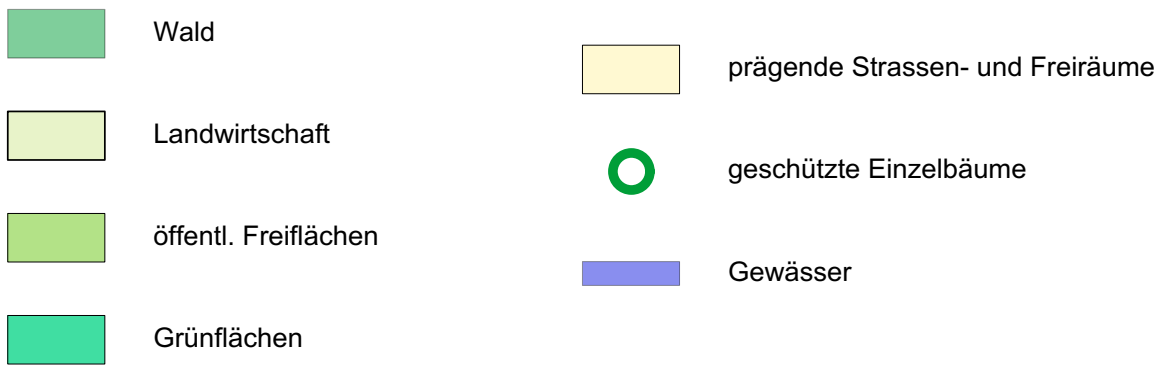 Wald
Landwirtschaft
öffentl. Freiflächen
Grünflächen
prägende Strassen- und Freiräume
geschützte Einzelbäume
Gewässer